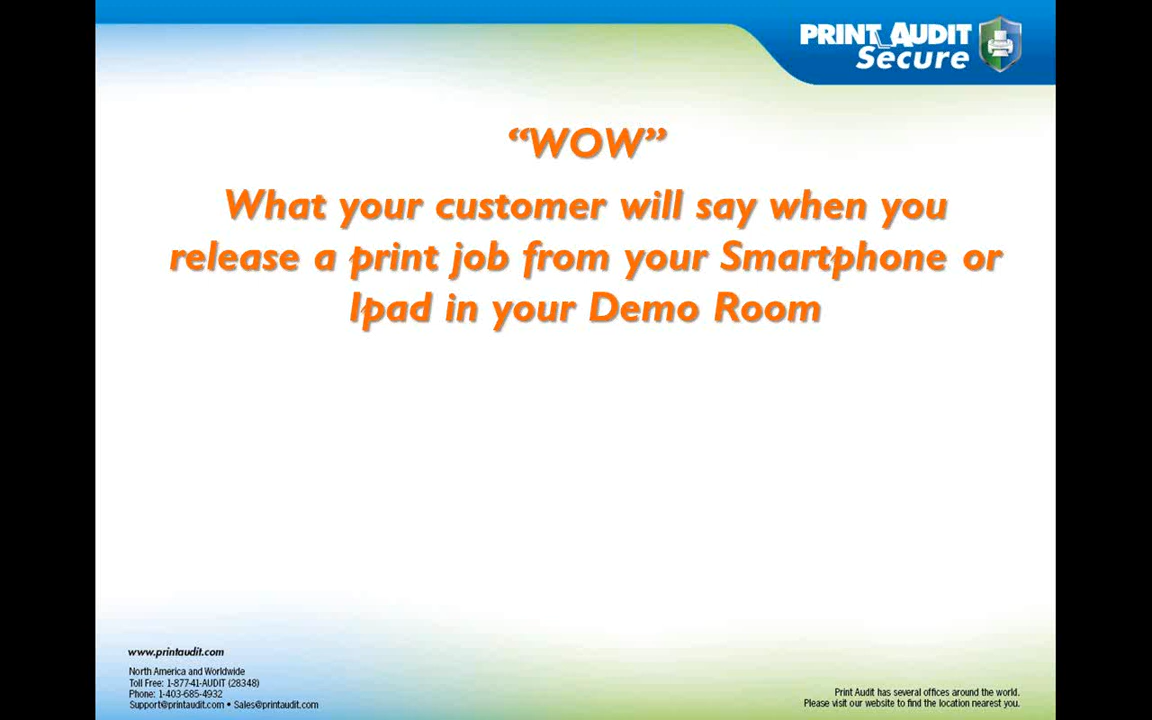 PRINT AUDIT
Secure
“WOW”
What your customer will say when you
release a print job from your Smartphone or
Ipad in your Demo Room
www.printaudit.com
North America and Worldwide
Toll Free: 1-877-41-AUDIT (28348)
Phone: 1-403-685-4932
Support@printaudit.com • Sales@printaudit.com
Print Audit has several offices around the world.
Please visit our website to find the location nearest you.